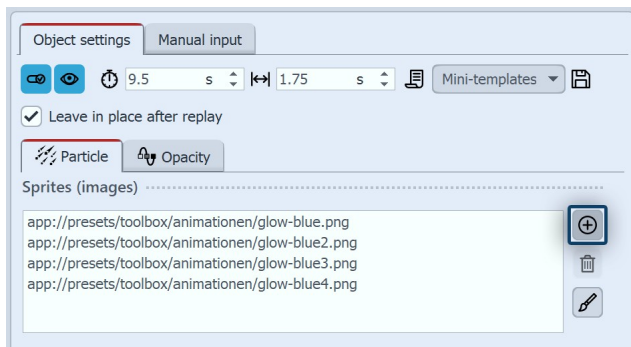 Object settings Manual input
9.5 s 1.75 s Mini-templates
Leave in place after replay
Particle Opacity
Sprites (images)
app://presets/toolbox/animationen/glow-blue.png
app://presets/toolbox/animationen/glow-blue2.png
app://presets/toolbox/animationen/glow-blue3.png
app://presets/toolbox/animationen/glow-blue4.png